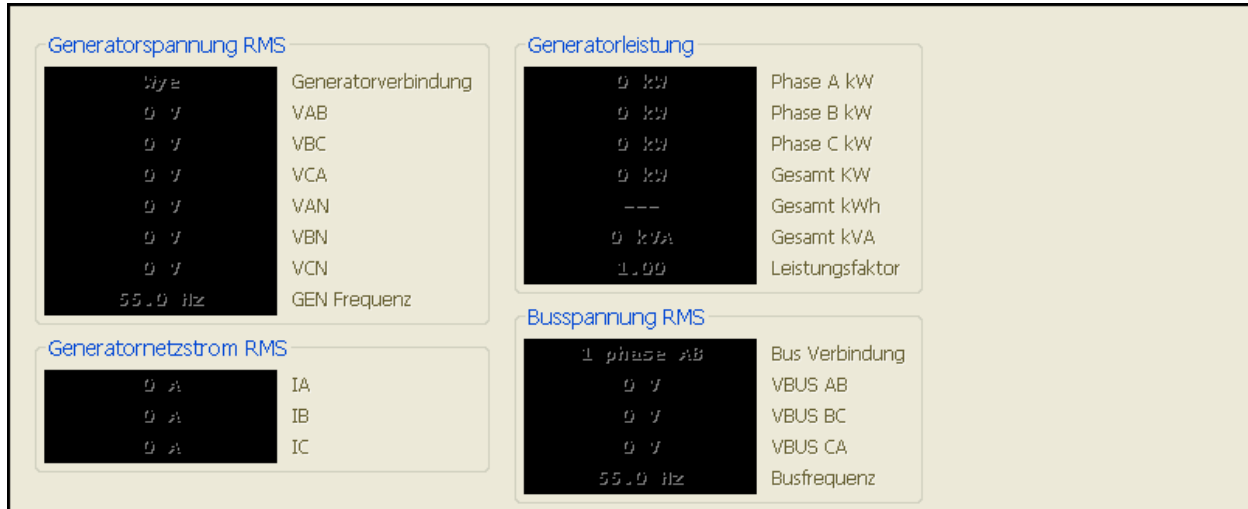 Generatorspannung RMS
Wye Generatorverbindung
0 V VAB
0 V VBC
0 V VCA
0 V VAN
0 V VBN
0 V VCN
55.0 Hz GEN Frequenz
Generatornetzstrom RMS
0 A IA
0 A IB
0 A IC
Generatorleistung
0 kW Phase A kW
0 kW Phase B kW
0 kW Phase C kW
0 kW Gesamt KW
--- Gesamt kWh
0 kVA Gesamt kVA
1.00 Leistungsfaktor
Busspannung RMS
1 phase AB Bus Verbindung
0 V VBUS AB
0 V VBUS BC
0 V VBUS CA
55.0 Hz Busfrequenz